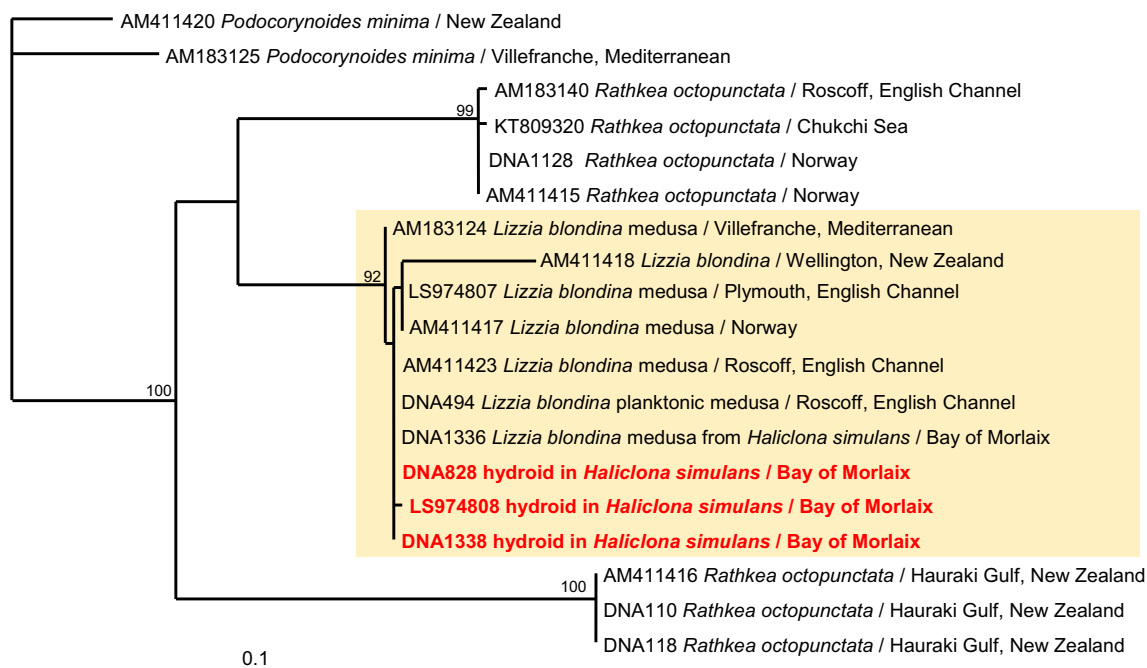 AM411420 Podocorynoides minima / New Zealand
AM183125 Podocorynoides minima / Villefranche, Mediterranean
AM183140 Rathkea octopunctata / Roscoff, English Channel
99
KT809320 Rathkea octopunctata / Chukchi Sea
DNA1128 Rathkea octopunctata / Norway
AM411415 Rathkea octopunctata / Norway
AM183124 Lizzia blondina medusa / Villefranche, Mediterranean
AM411418 Lizzia blondina / Wellington, New Zealand
92
LS974807 Lizzia blondina medusa / Plymouth, English Channel
AM411417 Lizzia blondina medusa / Norway
AM411423 Lizzia blondina medusa / Roscoff, English Channel
100
DNA494 Lizzia blondina planktonic medusa / Roscoff, English Channel
DNA1336 Lizzia blondina medusa from Haliclona simulans / Bay of Morlaix
DNA828 hydroid in Haliclona simulans / Bay of Morlaix
LS974808 hydroid in Haliclona simulans / Bay of Morlaix
DNA1338 hydroid in Haliclona simulans / Bay of Morlaix
AM411416 Rathkea octopunctata / Hauraki Gulf, New Zealand
100
DNA110 Rathkea octopunctata / Hauraki Gulf, New Zealand
DNA118 Rathkea octopunctata / Hauraki Gulf, New Zealand
0.1